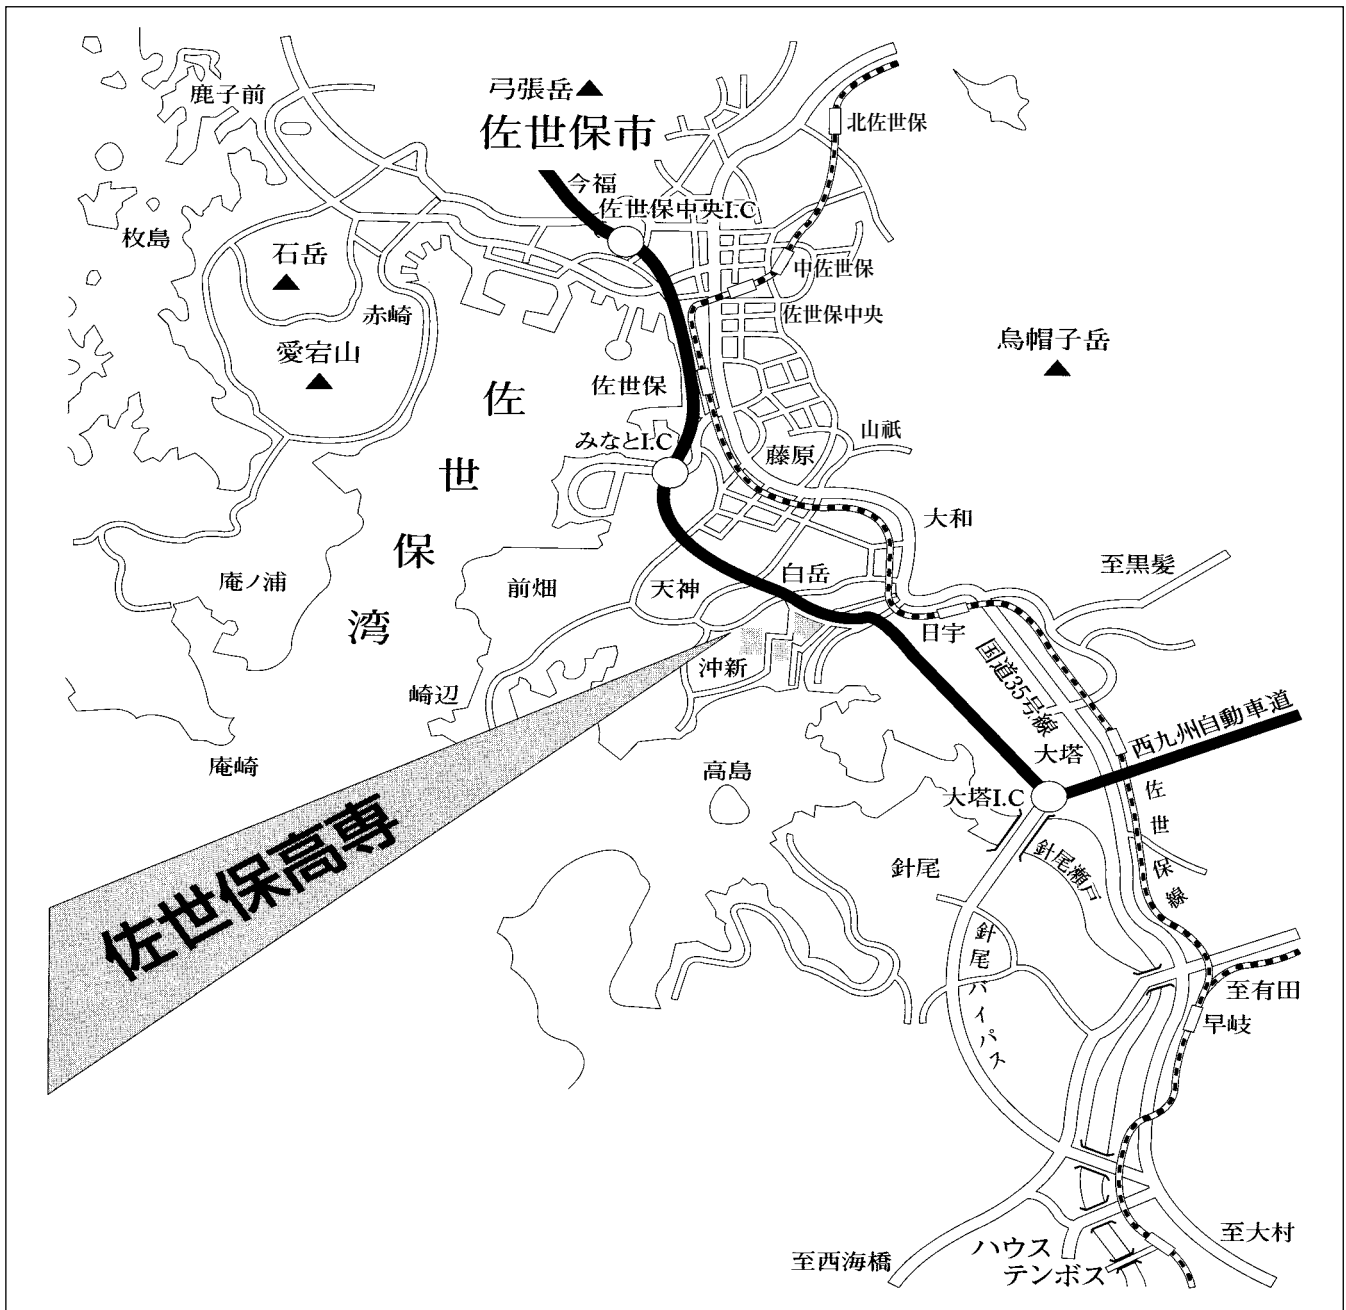 鹿子前
弓張岳
佐世保市
北佐世保
今福
佐世保中央I.C
枚島
石岳
中佐世保
赤崎
佐世保中央
愛宕山
烏帽子岳
佐世保
みなとI.C
山祇
藤原
佐世保湾
大和
至黒髪
庵ノ浦
前畑
天神
白岳
日宇
沖新
国道35号線
崎辺
西九州自動車道
庵崎
高島
大塔
大塔I.C
佐世保線
佐世保高専
針尾
針尾瀬戸
針尾バイパス
至有田
早岐
至大村
至西海橋
ハウス
テンボス